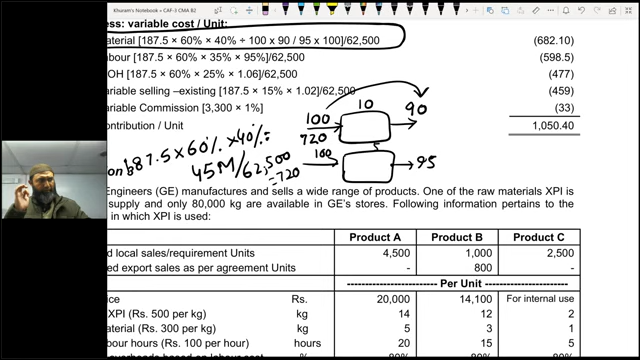 Khuram's Notebook » CAF-3 CMA B2
ess: variable cost / Unit:
aterial [187.5 × 60% × 40% ÷ 100 x 90 / 95 x 100]/62,500 (682.10)
bour [187.5 × 60% × 35% × 95%]/62,500 (598.5)
OH [187.5 × 60% × 25% × 1.06]/62,500 (477)
ariable selling –existing [187.5 × 15% × 1.02]/62,500 (459)
ariable Commission [3,300 × 1%] (33)
ontribution / Unit 1,050.40
10
100 90
720
187.5 × 60% × 40% =
45M/62,500
=720
100 95
Engineers (GE) manufactures and sells a wide range of products. One of the raw materials XPI is
supply and only 80,000 kg are available in GE's stores. Following information pertains to the
in which XPI is used:
Product A Product B Product C
d local sales/requirement Units 4,500 1,000 2,500
ed export sales as per agreement Units - 800 -
Per Unit
ice Rs. 20,000 14,100 For internal use
XPI (Rs. 500 per kg) kg 14 12 2
aterial (Rs. 300 per kg) kg 5 3 1
bour hours (Rs. 100 per hour) hours 20 15 5
% 80% 80% 80%